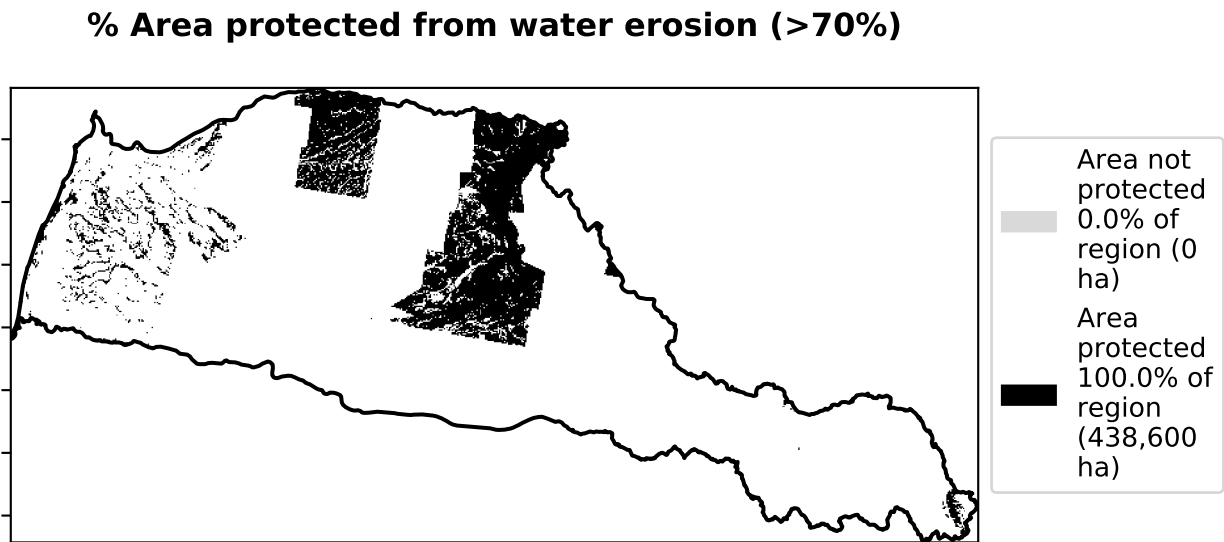 % Area protected from water erosion (>70%)
Area not
protected
0.0% of
region (0
ha)
Area
protected
100.0% of
region
(438,600
ha)